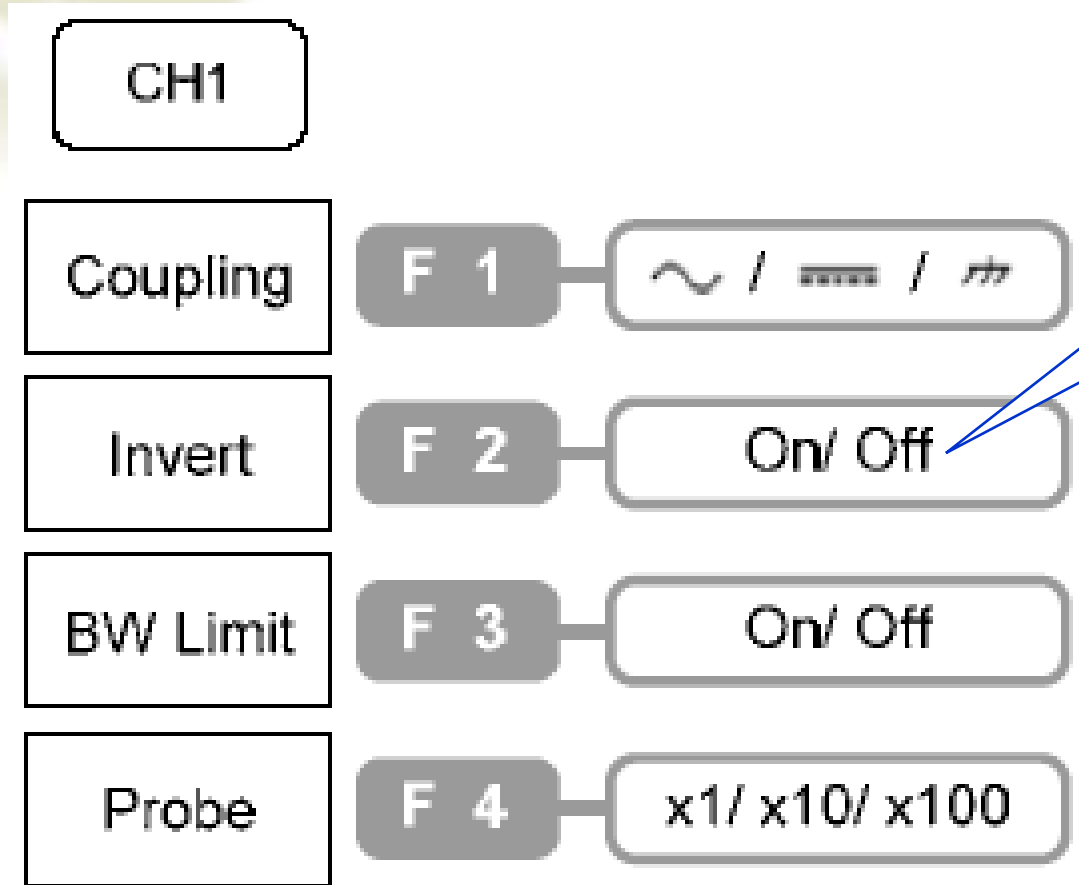 CH1
Coupling F 1 / /
Invert F 2 On/ Off
BW Limit F 3 On/ Off
Probe F 4 x1/ x10/ x100